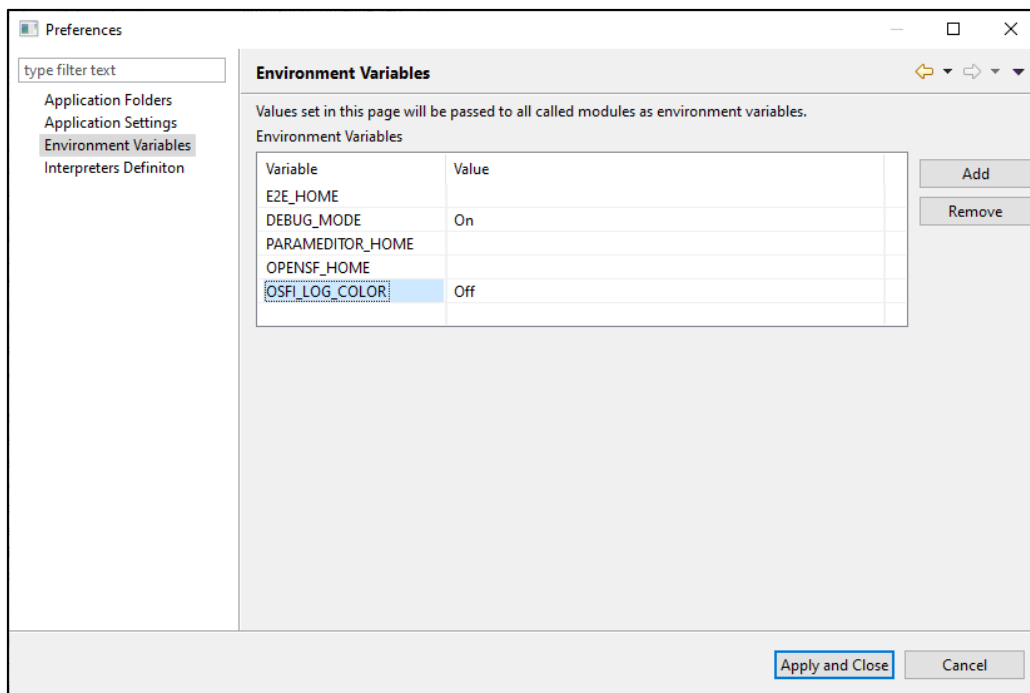 Preferences
type filter text
Application Folders
Application Settings
Environment Variables
Interpreters Definiton
Environment Variables
Values set in this page will be passed to all called modules as environment variables.
Environment Variables
Variable Value
E2E_HOME
DEBUG_MODE On
PARAMEDITOR_HOME
OPENSF_HOME
OSFI_LOG_COLOR Off
Add
Remove
Apply and Close Cancel